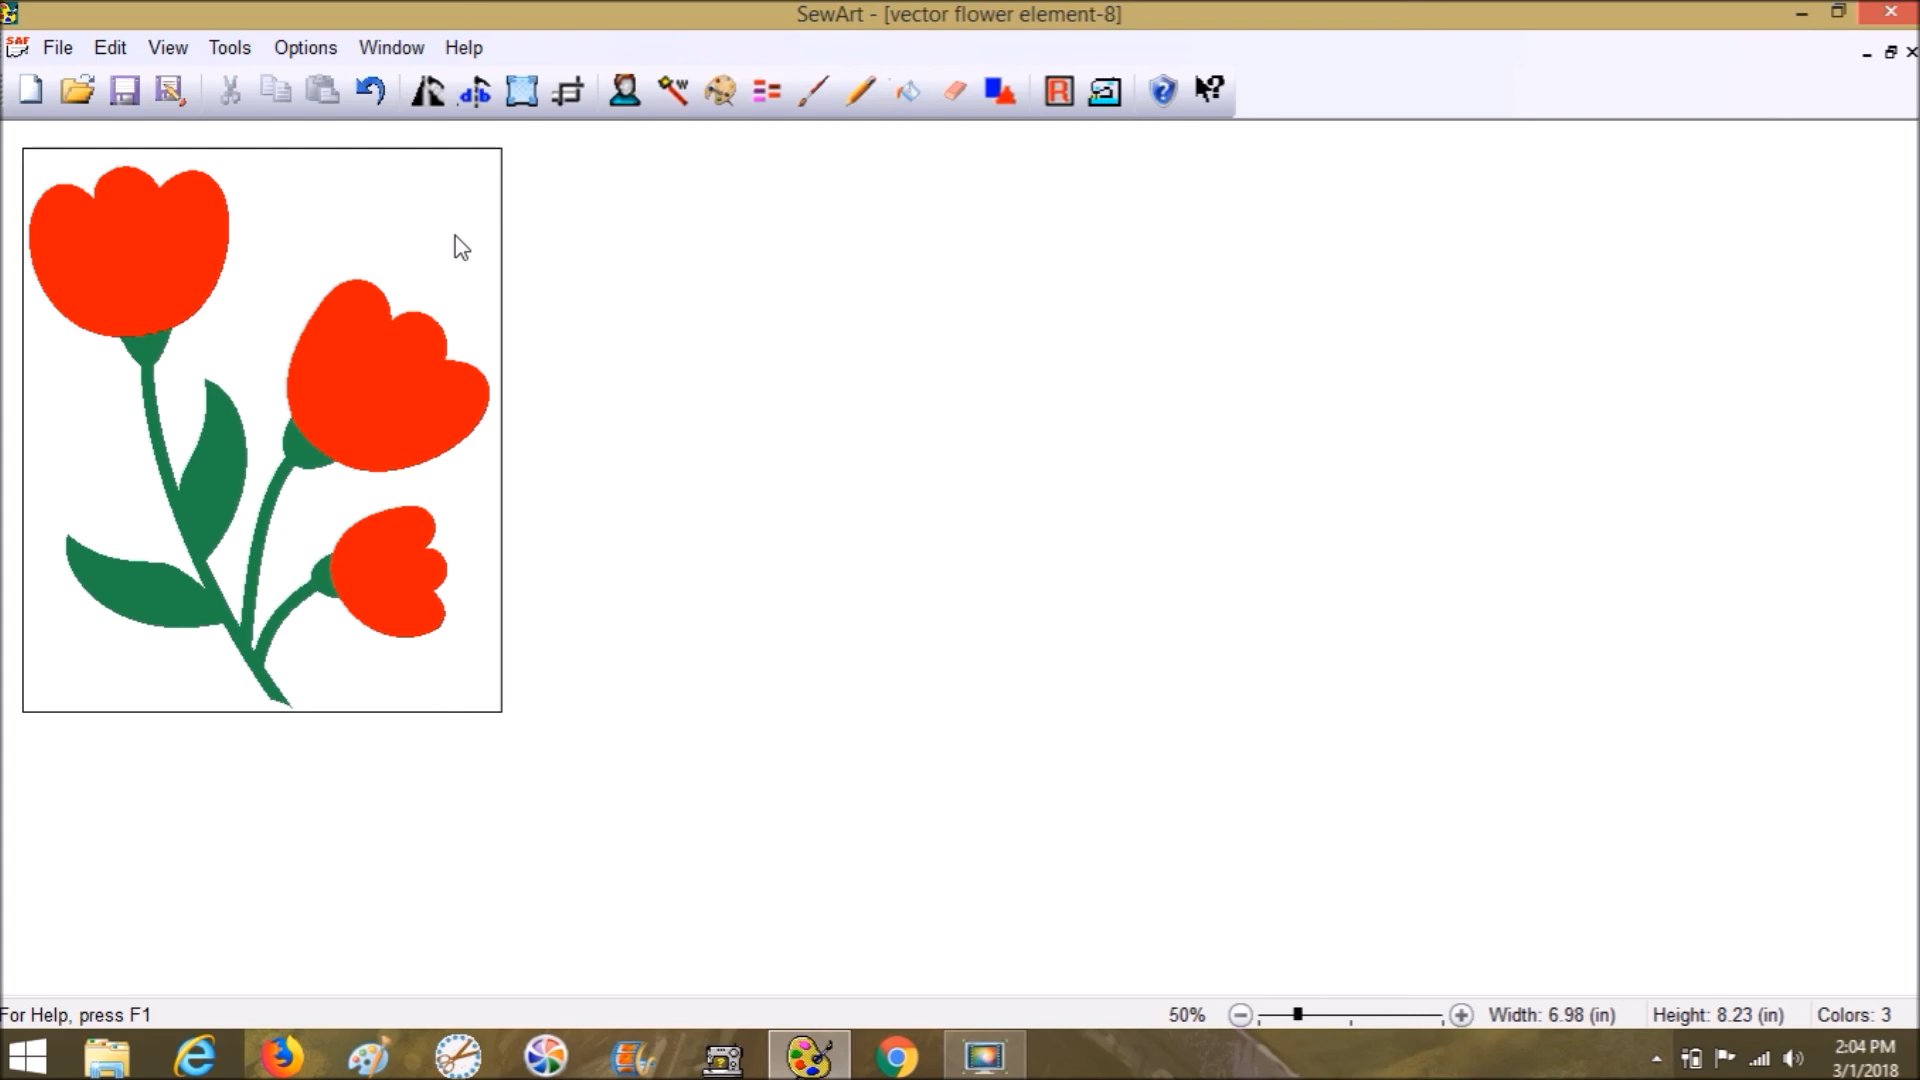 SewArt - [vector flower element-8]
SAF File Edit View Tools Options Window Help
W R
For Help, press F1 50% Width: 6.98 (in) Height: 8.23 (in) Colors: 3
2:04 PM
3/1/2018